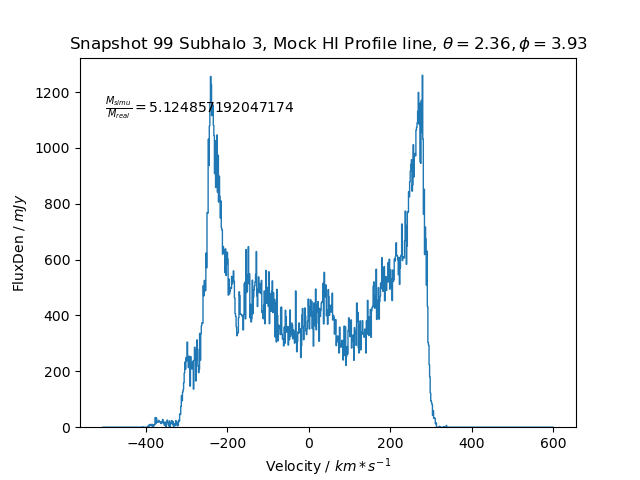 Snapshot 99 Subhalo 3, Mock HI Profile line, θ = 2.36, ϕ = 3.93
M_simu/M_real = 5.124857192047174
FluxDen / mJy
1200
1000
800
600
400
200
0
−400 −200 0 200 400 600
Velocity / km * s⁻¹